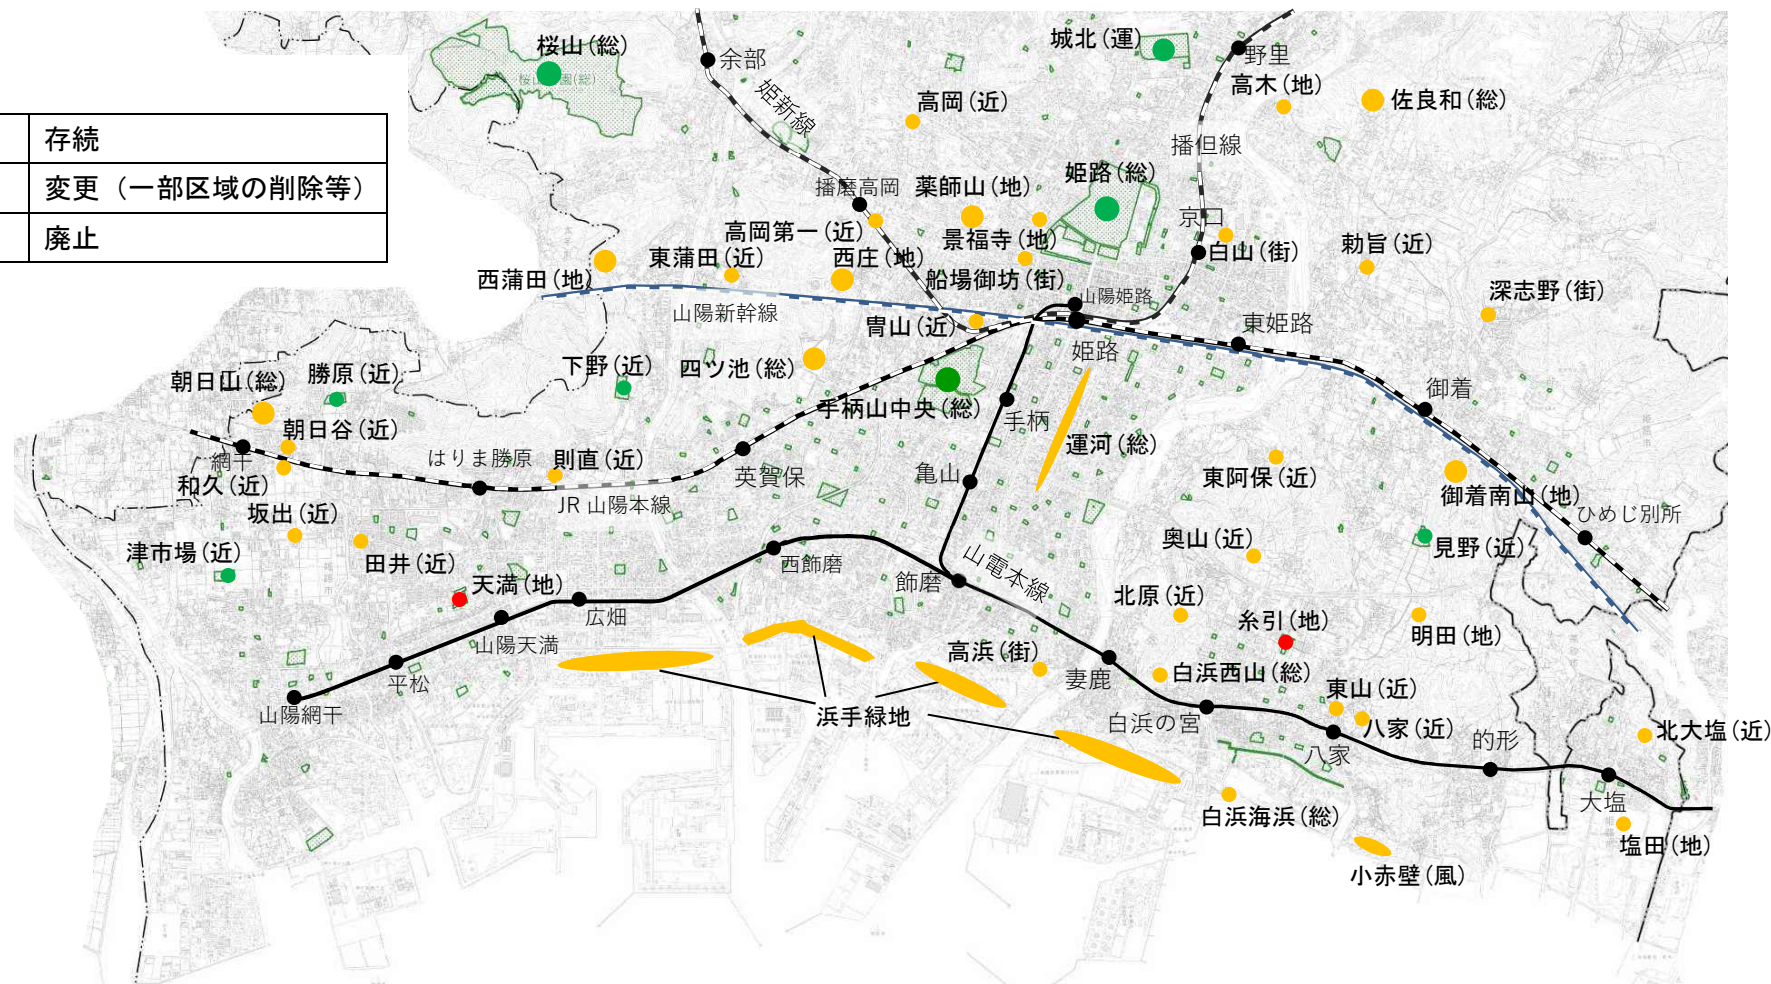 存続
変更（一部区域の削除等）
廃止
桜山(総)
余部
姫新線
城北(運)
野里
高木(地)
佐良和(総)
高岡(近)
播但線
播磨高岡
薬師山(地)
姫路(総)
京口
高岡第一(近)
景福寺(地)
白山(街)
勅旨(近)
西蒲田(地)
東蒲田(近)
西庄(地)
船場御坊(街)
深志野(街)
山陽新幹線
山陽姫路
冑山(近)
姫路
東姫路
朝日山(総)
勝原(近)
下野(近)
四ツ池(総)
手柄山中央(総)
手柄
御着
朝日谷(近)
運河(総)
網干
はりま勝原
則直(近)
英賀保
亀山
東阿保(近)
御着南山(地)
和久(近)
JR 山陽本線
ひめじ別所
坂出(近)
津市場(近)
田井(近)
西飾磨
山電本線
奥山(近)
見野(近)
天満(地)
飾磨
北原(近)
広畑
糸引(地)
明田(地)
山陽天満
高浜(街)
妻鹿
白浜西山(総)
平松
東山(近)
山陽網干
浜手緑地
白浜の宮
八家(近)
北大塩(近)
八家
的形
大塩
白浜海浜(総)
塩田(地)
小赤壁(風)